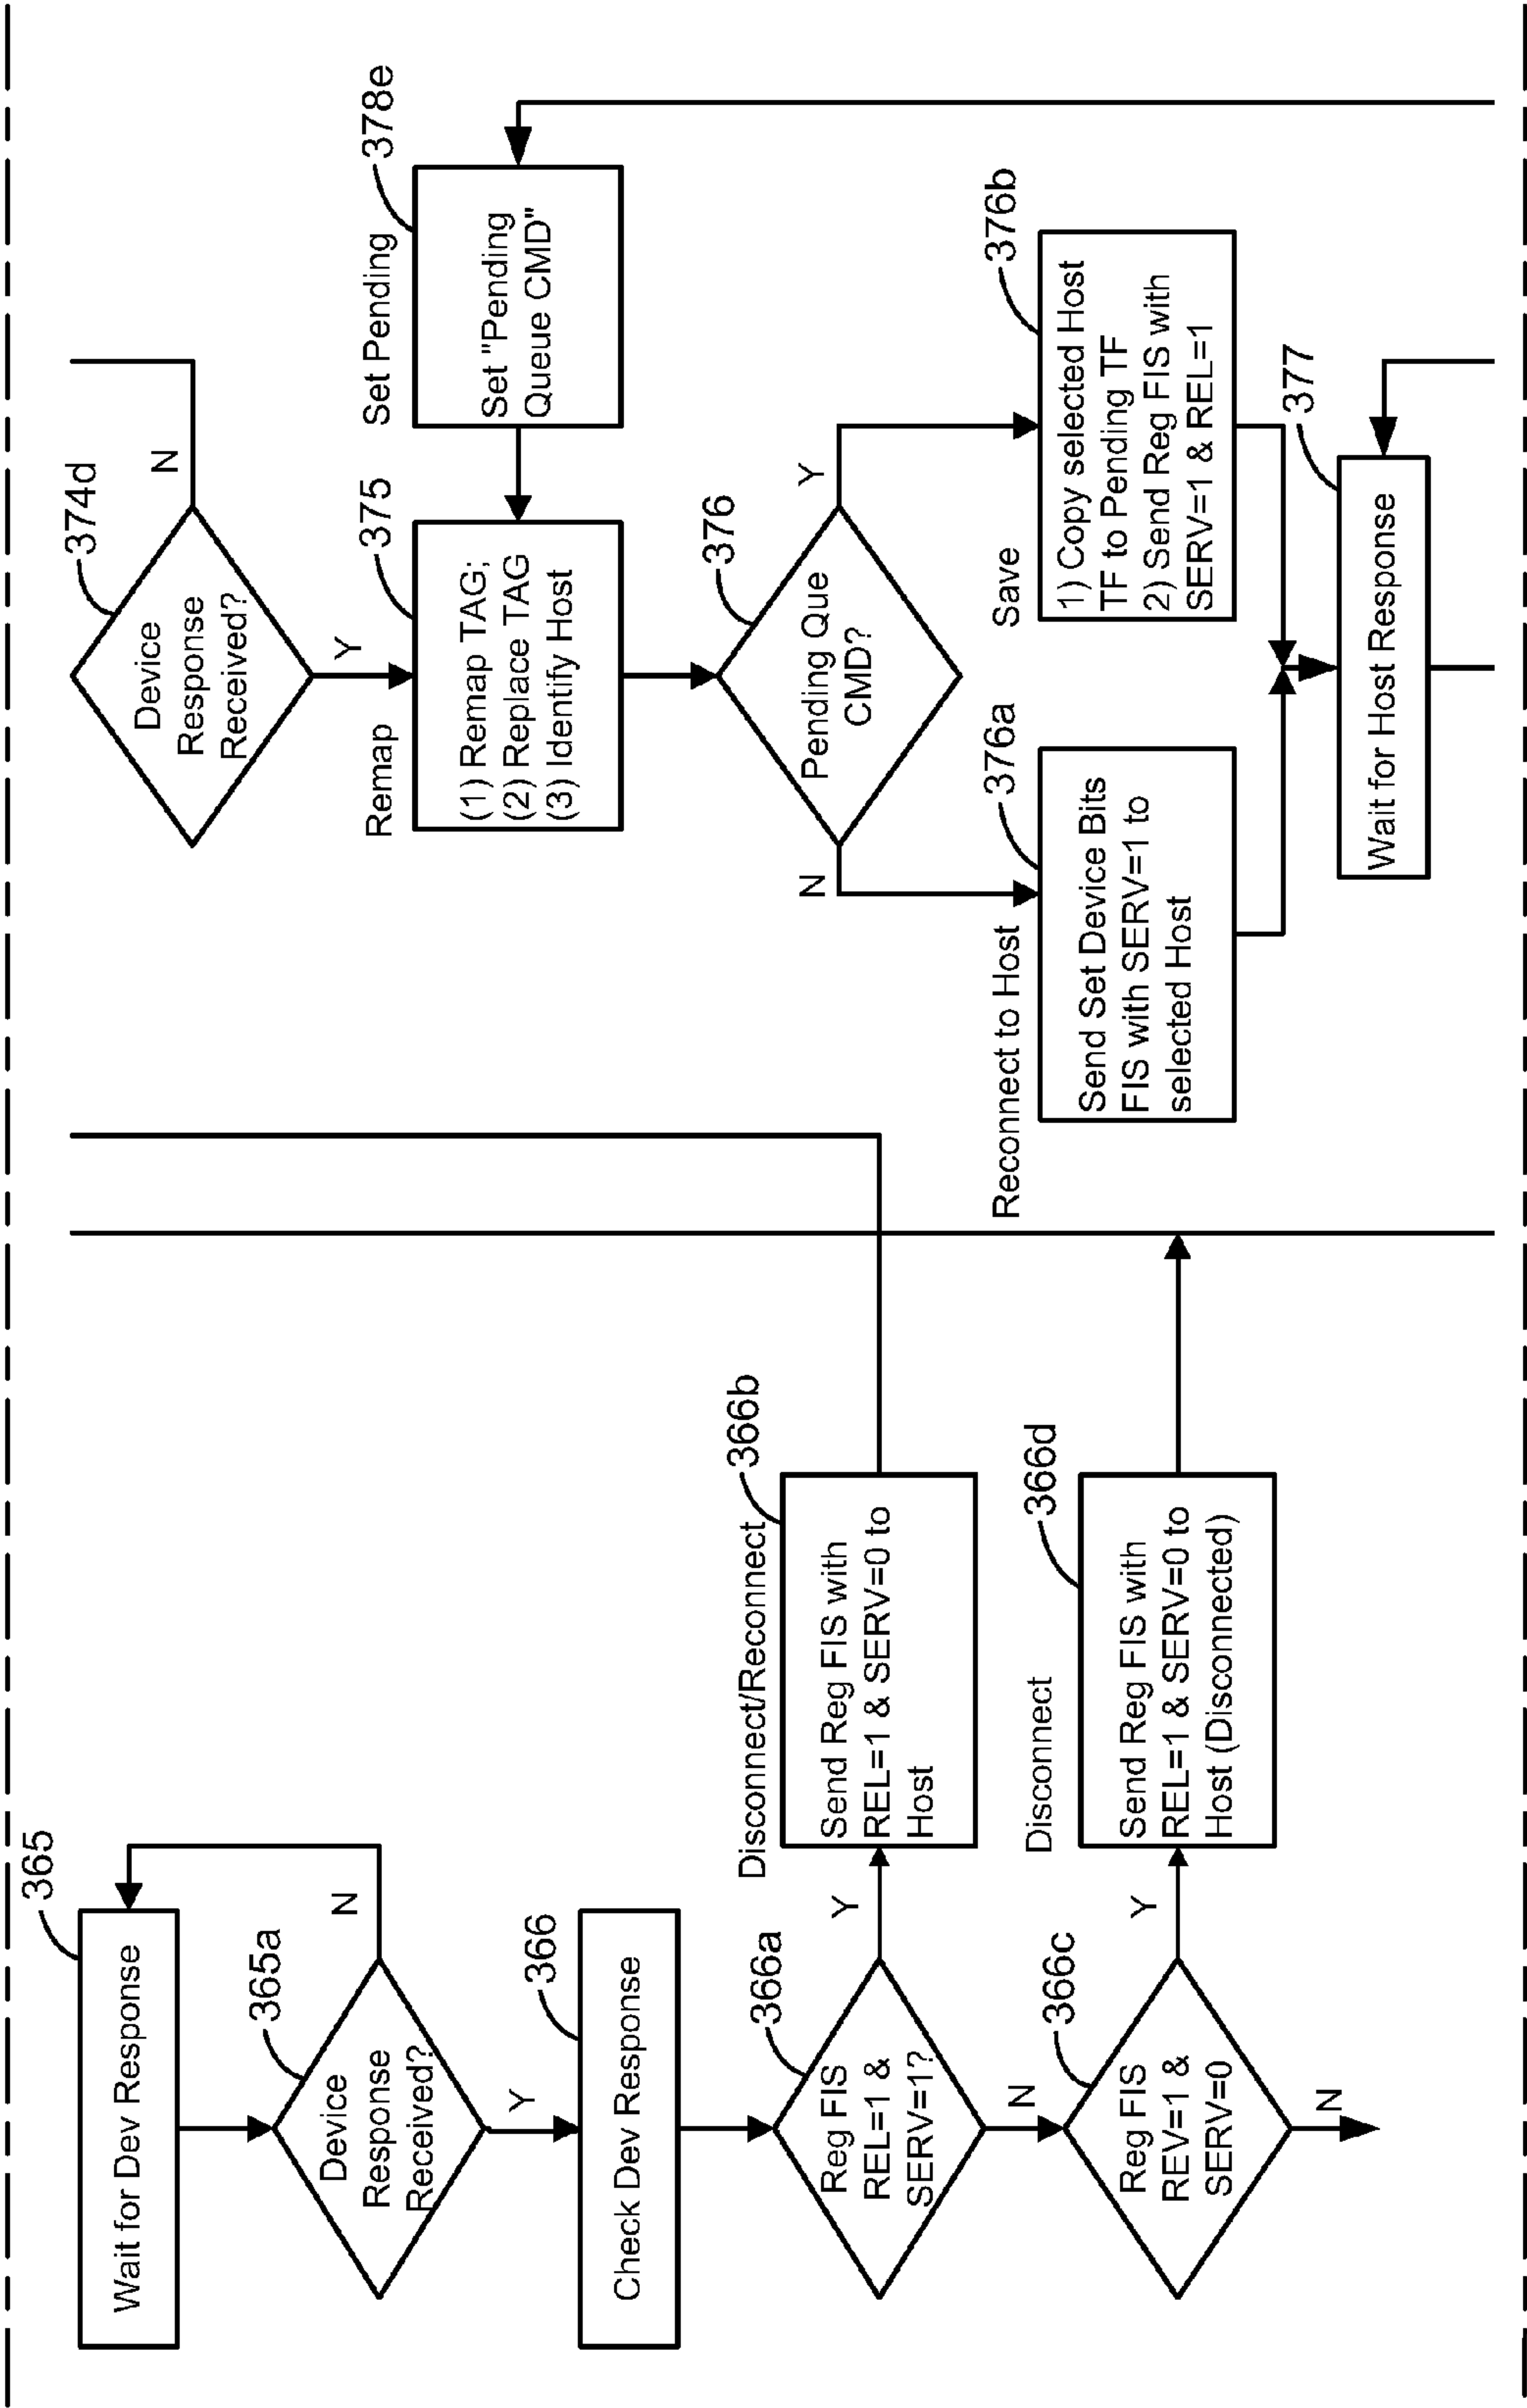 365
Wait for Dev Response
365a
Device
Response
Received?
N
Y
366
Check Dev Response
366a
Reg FIS
REL=1 &
SERV=1?
Y
N
Disconnect/Reconnect
366b
Send Reg FIS with
REL=1 & SERV=0 to
Host
366c
Reg FIS
REV=1 &
SERV=0
Y
N
Disconnect
366d
Send Reg FIS with
REL=1 & SERV=0 to
Host (Disconnected)
374d
Device
Response
Received?
N
Y
Remap
375
(1) Remap TAG;
(2) Replace TAG
(3) Identify Host
Set Pending
378e
Set "Pending
Queue CMD"
376
Pending Que
CMD?
N
Y
Reconnect to Host
376a
Send Set Device Bits
FIS with SERV=1 to
selected Host
Save
376b
1) Copy selected Host
TF to Pending TF
2) Send Reg FIS with
SERV=1 & REL=1
377
Wait for Host Response